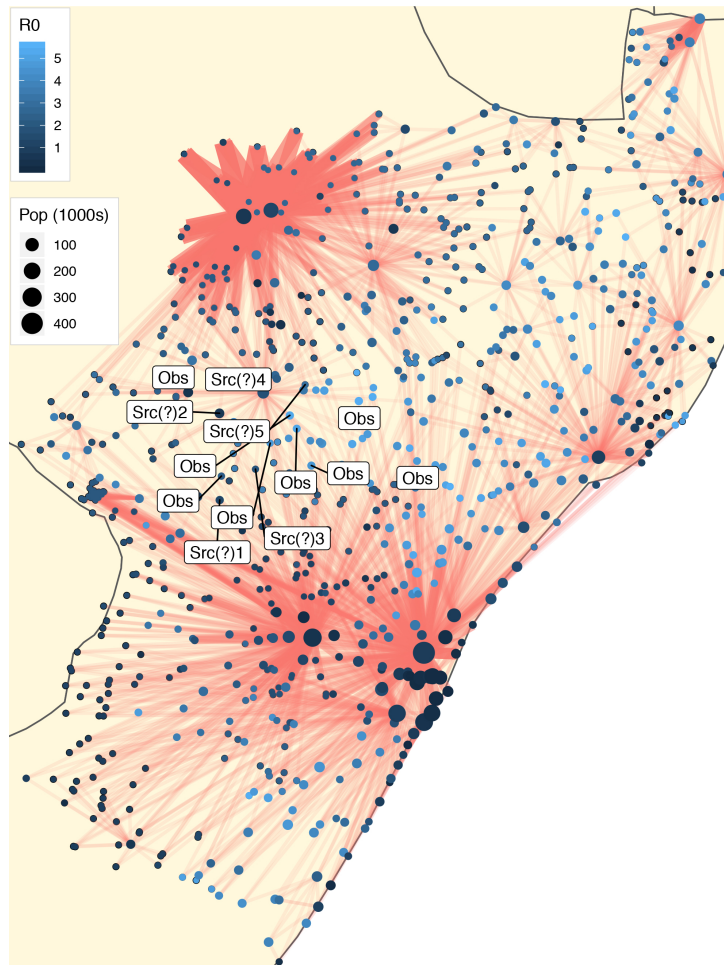 R0
5
4
3
2
1
Pop (1000s)
100
200
300
400
Obs
Src(?)4
Src(?)2
Obs
Src(?)5
Obs
Obs
Obs
Obs
Obs
Obs
Src(?)3
Src(?)1